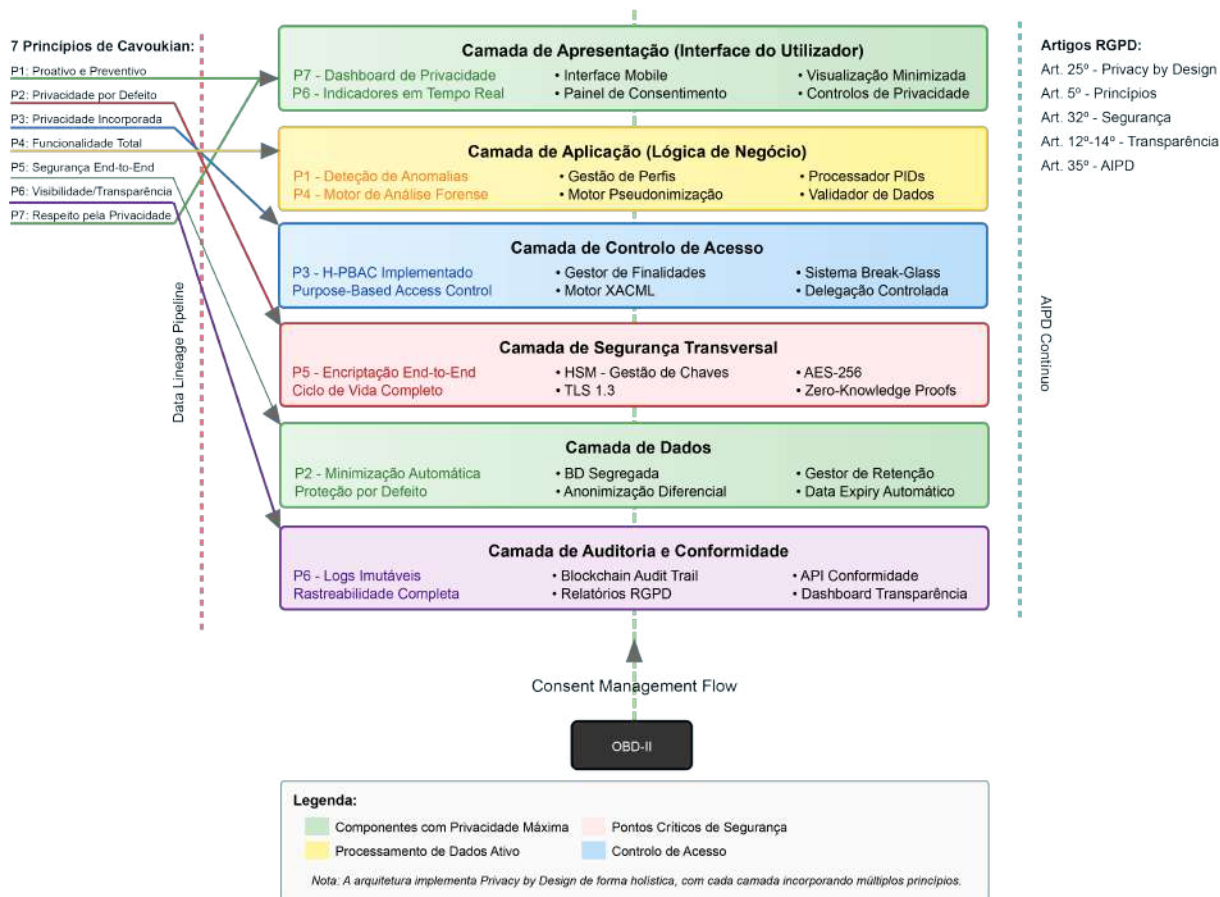 7 Princípios de Cavoukian:
P1: Proativo e Preventivo
P2: Privacidade por Defeito
P3: Privacidade Incorporada
P4: Funcionalidade Total
P5: Segurança End-to-End
P6: Visibilidade/Transparência
P7: Respeito pela Privacidade
Data Lineage Pipeline
Camada de Apresentação (Interface do Utilizador)
P7 - Dashboard de Privacidade • Interface Mobile • Visualização Minimizada
P6 - Indicadores em Tempo Real • Painel de Consentimento • Controlos de Privacidade
Camada de Aplicação (Lógica de Negócio)
P1 - Deteção de Anomalias • Gestão de Perfis • Processador PIDs
P4 - Motor de Análise Forense • Motor Pseudonimização • Validador de Dados
Camada de Controlo de Acesso
P3 - H-PBAC Implementado • Gestor de Finalidades • Sistema Break-Glass
Purpose-Based Access Control • Motor XACML • Delegação Controlada
Camada de Segurança Transversal
P5 - Encriptação End-to-End • HSM - Gestão de Chaves • AES-256
Ciclo de Vida Completo • TLS 1.3 • Zero-Knowledge Proofs
Camada de Dados
P2 - Minimização Automática • BD Segregada • Gestor de Retenção
Proteção por Defeito • Anonimização Diferencial • Data Expiry Automático
Camada de Auditoria e Conformidade
P6 - Logs Imutáveis • Blockchain Audit Trail • API Conformidade
Rastreabilidade Completa • Relatórios RGPD • Dashboard Transparência
Artigos RGPD:
Art. 25º - Privacy by Design
Art. 5º - Princípios
Art. 32º - Segurança
Art. 12º-14º - Transparência
Art. 35º - AIPD
AIPD Contínuo
Consent Management Flow
OBD-II
Legenda:
Componentes com Privacidade Máxima Pontos Críticos de Segurança
Processamento de Dados Ativo Controlo de Acesso
Nota: A arquitetura implementa Privacy by Design de forma holística, com cada camada incorporando múltiplos princípios.